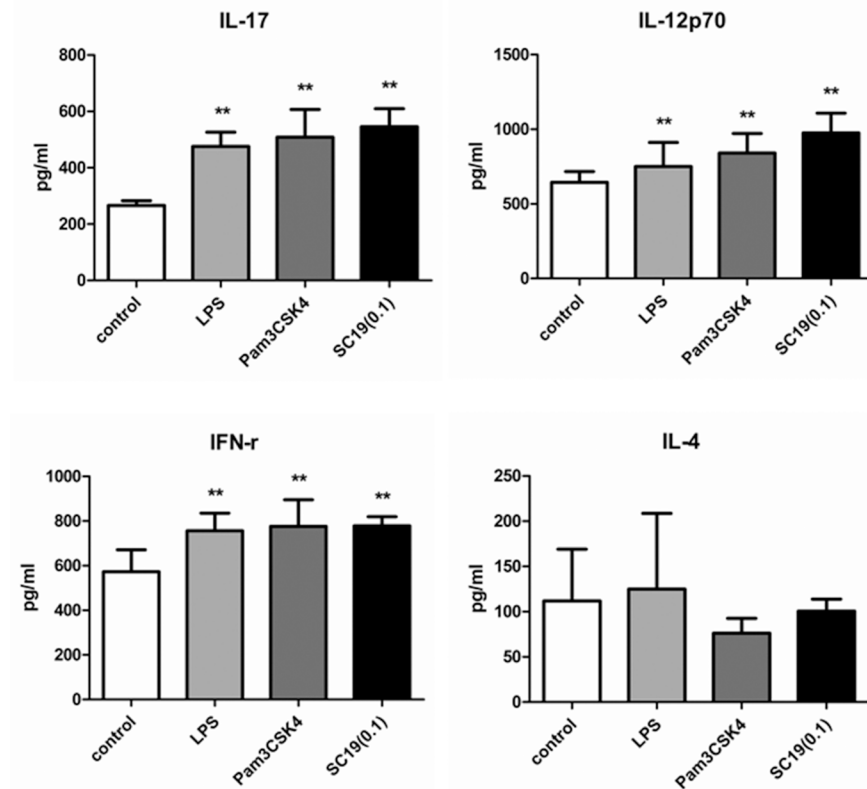 IL-17
800
600
400
200
0
pg/ml
**
**
**
control
LPS
Pam3CSK4
SC19(0.1)
IL-12p70
1500
1000
500
0
pg/ml
**
**
**
control
LPS
Pam3CSK4
SC19(0.1)
IFN-r
1000
800
600
400
200
0
pg/ml
**
**
**
control
LPS
Pam3CSK4
SC19(0.1)
IL-4
250
200
150
100
50
0
pg/ml
control
LPS
Pam3CSK4
SC19(0.1)